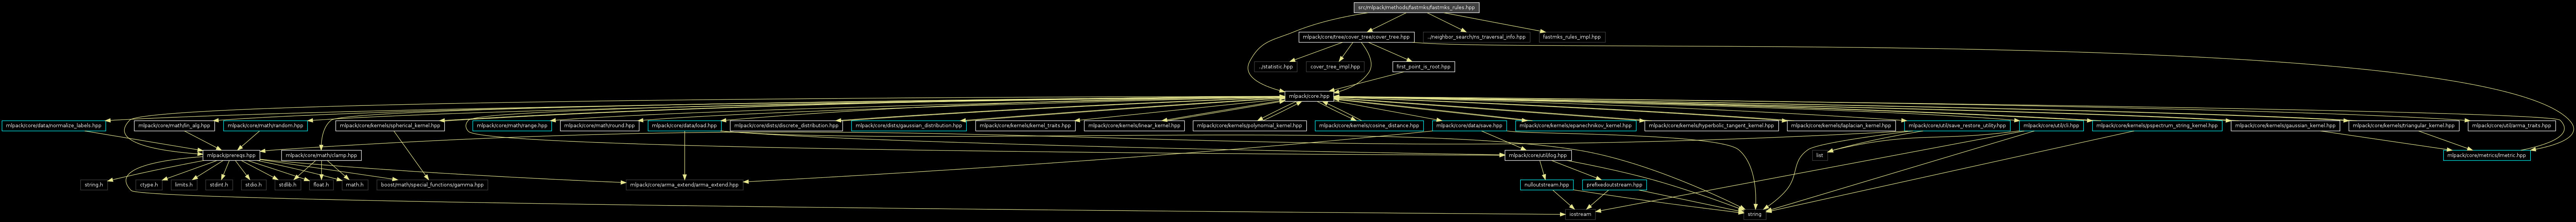 src/mlpack/methods/fastmks/fastmks_rules.hpp
mlpack/core/tree/cover_tree/cover_tree.hpp
../neighbor_search/ns_traversal_info.hpp
fastmks_rules_impl.hpp
../statistic.hpp
cover_tree_impl.hpp
first_point_is_root.hpp
mlpack/core.hpp
mlpack/core/data/normalize_labels.hpp
mlpack/core/math/lin_alg.hpp
mlpack/core/math/random.hpp
mlpack/core/kernels/spherical_kernel.hpp
mlpack/core/math/range.hpp
mlpack/core/math/round.hpp
mlpack/core/data/load.hpp
mlpack/core/dists/discrete_distribution.hpp
mlpack/core/dists/gaussian_distribution.hpp
mlpack/core/kernels/kernel_traits.hpp
mlpack/core/kernels/linear_kernel.hpp
mlpack/core/kernels/polynomial_kernel.hpp
mlpack/core/kernels/cosine_distance.hpp
mlpack/core/data/save.hpp
mlpack/core/kernels/epanechnikov_kernel.hpp
mlpack/core/kernels/hyperbolic_tangent_kernel.hpp
mlpack/core/kernels/laplacian_kernel.hpp
mlpack/core/util/save_restore_utility.hpp
mlpack/core/util/cli.hpp
mlpack/core/kernels/pspectrum_string_kernel.hpp
mlpack/core/kernels/gaussian_kernel.hpp
mlpack/core/kernels/triangular_kernel.hpp
mlpack/core/util/arma_traits.hpp
mlpack/prereqs.hpp
mlpack/core/math/clamp.hpp
mlpack/core/util/log.hpp
list
mlpack/core/metrics/lmetric.hpp
string.h
ctype.h
limits.h
stdint.h
stdio.h
stdlib.h
float.h
math.h
boost/math/special_functions/gamma.hpp
mlpack/core/arma_extend/arma_extend.hpp
nulloutstream.hpp
prefixedoutstream.hpp
iostream
string